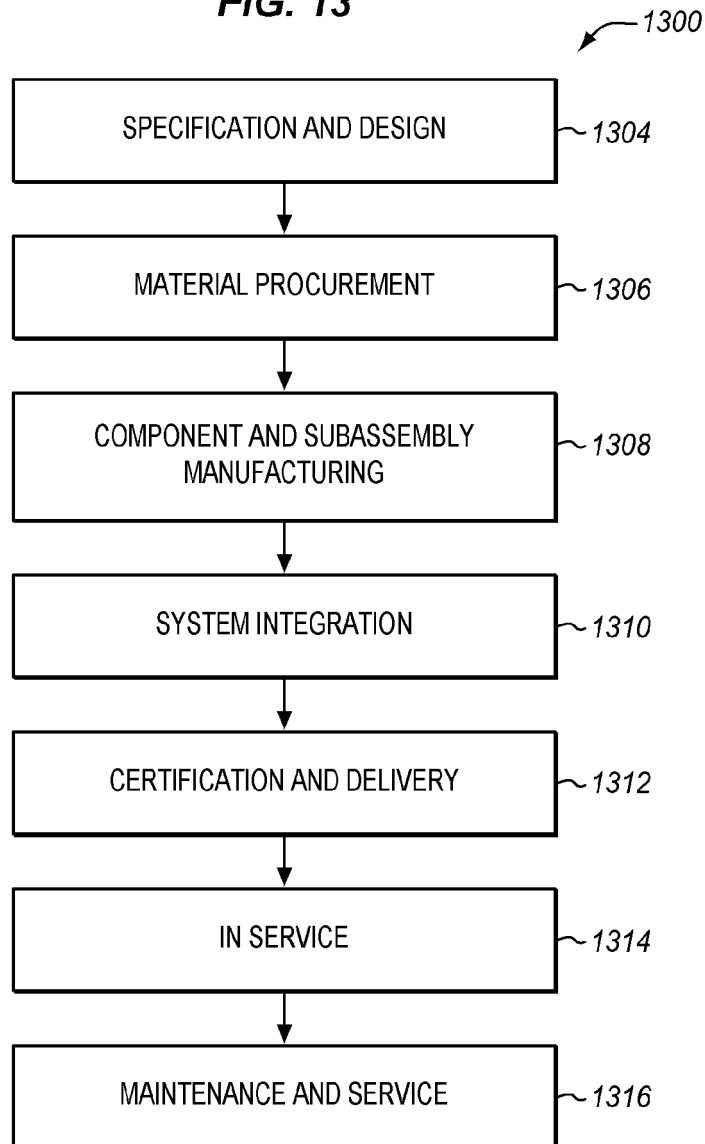 FIG. 13
1300
SPECIFICATION AND DESIGN
1304
MATERIAL PROCUREMENT
1306
COMPONENT AND SUBASSEMBLY
MANUFACTURING
1308
SYSTEM INTEGRATION
1310
CERTIFICATION AND DELIVERY
1312
IN SERVICE
1314
MAINTENANCE AND SERVICE
1316